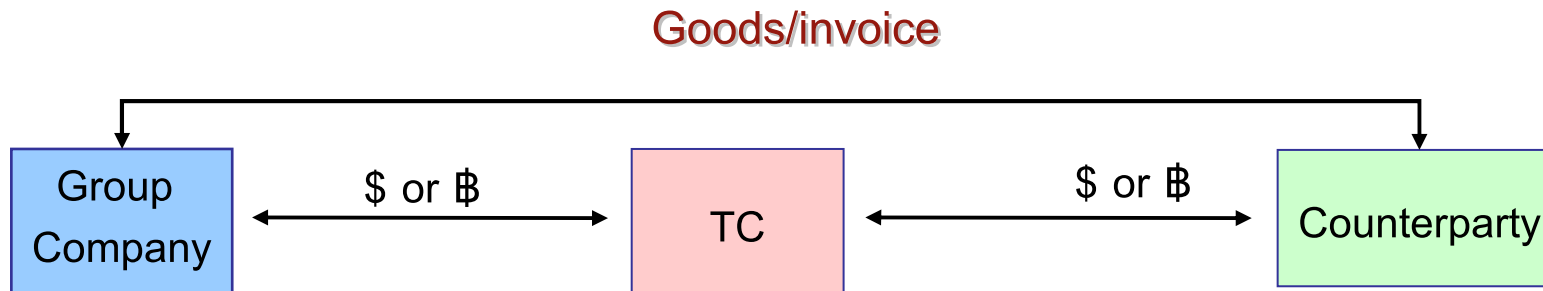 Goods/invoice
Group
Company
$ or ฿
TC
$ or ฿
Counterparty